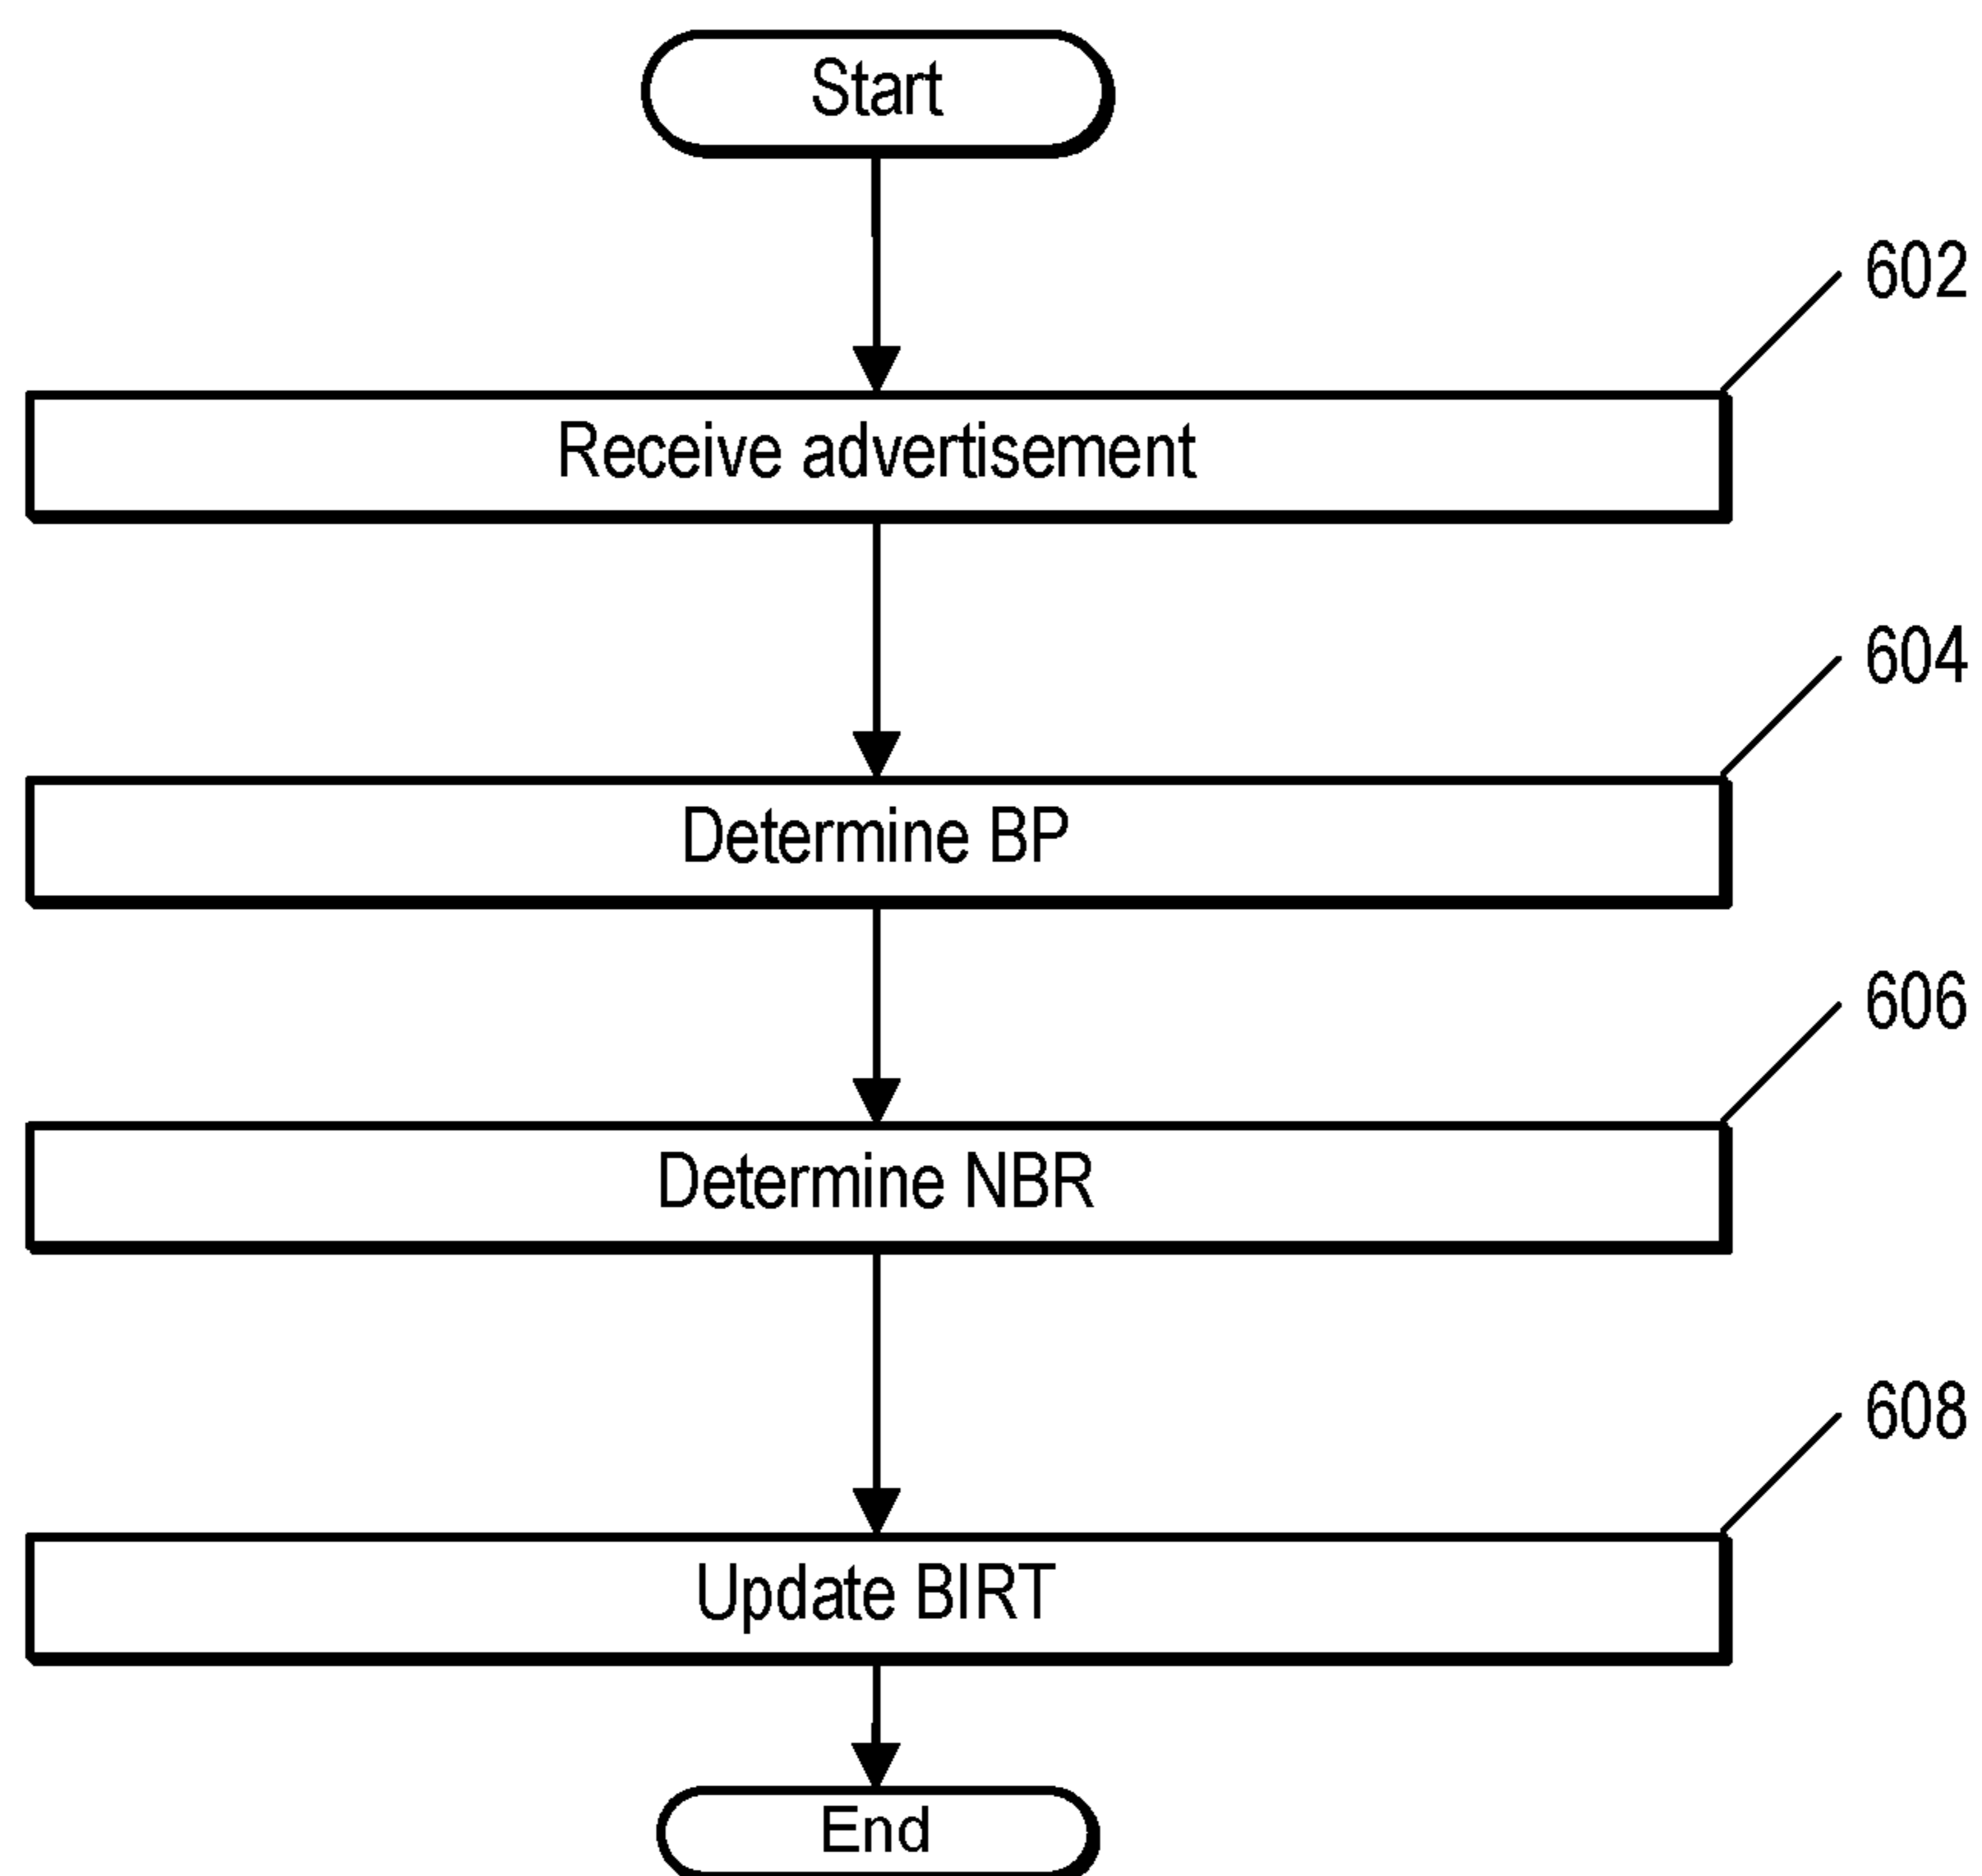 Start
602
Receive advertisement
604
Determine BP
606
Determine NBR
608
Update BIRT
End